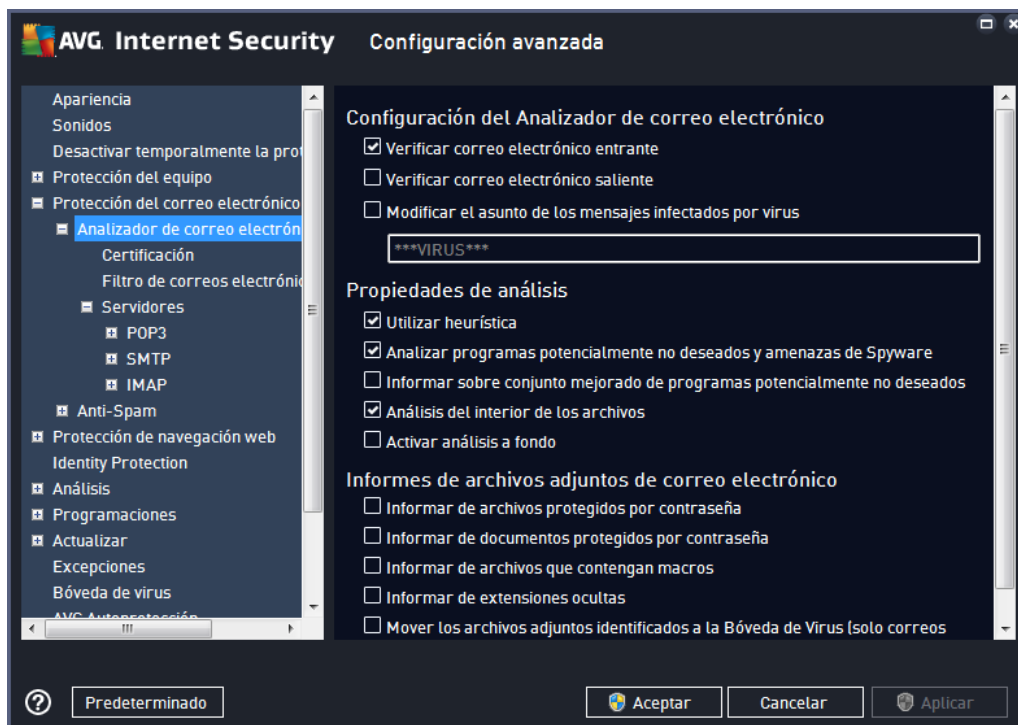 AVG. Internet Security Configuración avanzada
Apariencia
Sonidos
Desactivar temporalmente la prot
Protección del equipo
Protección del correo electrónico
Analizador de correo electrón
Certificación
Filtro de correos electrónic
Servidores
POP3
SMTP
IMAP
Anti-Spam
Protección de navegación web
Identity Protection
Análisis
Programaciones
Actualizar
Excepciones
Bóveda de virus
AVG Autoprotección
Configuración del Analizador de correo electrónico
Verificar correo electrónico entrante
Verificar correo electrónico saliente
Modificar el asunto de los mensajes infectados por virus
***VIRUS***
Propiedades de análisis
Utilizar heurística
Analizar programas potencialmente no deseados y amenazas de Spyware
Informar sobre conjunto mejorado de programas potencialmente no deseados
Análisis del interior de los archivos
Activar análisis a fondo
Informes de archivos adjuntos de correo electrónico
Informar de archivos protegidos por contraseña
Informar de documentos protegidos por contraseña
Informar de archivos que contengan macros
Informar de extensiones ocultas
Mover los archivos adjuntos identificados a la Bóveda de Virus (solo correos
? Predeterminado Aceptar Cancelar Aplicar